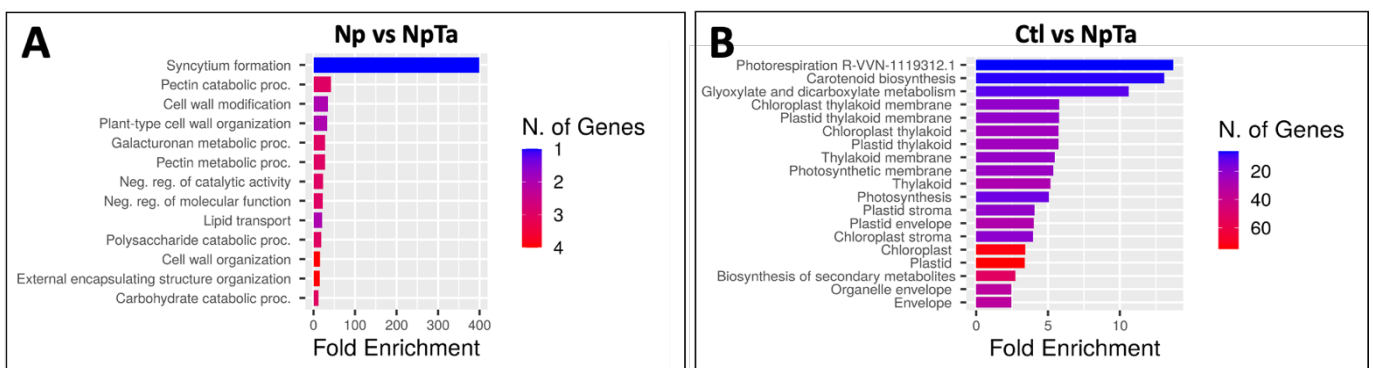 A
Np vs NpTa
Syncytium formation
Pectin catabolic proc.
Cell wall modification
Plant-type cell wall organization
Galacturonan metabolic proc.
Pectin metabolic proc.
Neg. reg. of catalytic activity
Neg. reg. of molecular function
Lipid transport
Polysaccharide catabolic proc.
Cell wall organization
External encapsulating structure organization
Carbohydrate catabolic proc.
0 100 200 300 400
Fold Enrichment
N. of Genes
1
2
3
4
B
Ctl vs NpTa
Photorespiration R-VVN-1119312.1
Carotenoid biosynthesis
Glyoxylate and dicarboxylate metabolism
Chloroplast thylakoid membrane
Plastid thylakoid membrane
Chloroplast thylakoid
Plastid thylakoid
Thylakoid membrane
Photosynthetic membrane
Thylakoid
Photosynthesis
Plastid stroma
Plastid envelope
Chloroplast stroma
Chloroplast
Plastid
Biosynthesis of secondary metabolites
Organelle envelope
Envelope
0 5 10
Fold Enrichment
N. of Genes
20
40
60